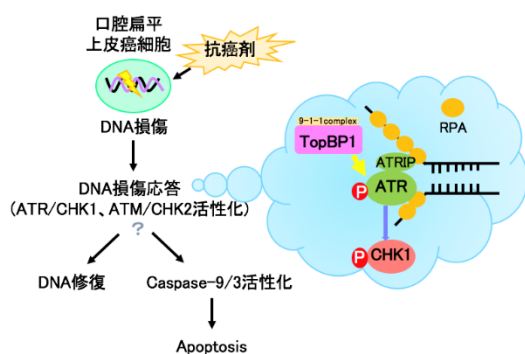 口腔扁平
上皮癌細胞
抗癌剤
DNA損傷
DNA損傷応答
(ATR/CHK1、ATM/CHK2活性化)
?
DNA修復
Caspase-9/3活性化
Apoptosis
9-1-1complex
TopBP1
RPA
ATRIP
P
ATR
P
CHK1